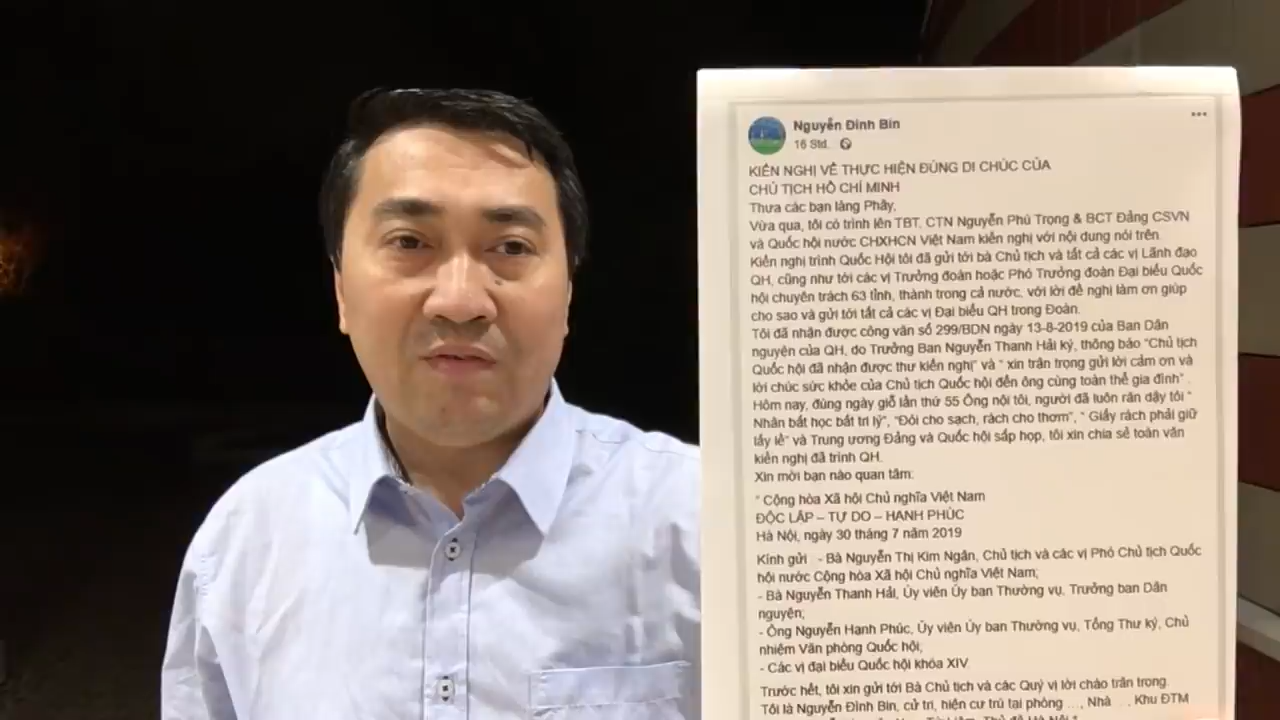 Nguyễn Đình Bin
16 Std.
KIẾN NGHỊ VỀ THỰC HIỆN ĐÚNG DI CHÚC CỦA
CHỦ TỊCH HỒ CHÍ MINH
Thưa các bạn làng Phây,
Vừa qua, tôi có trình lên TBT, CTN Nguyễn Phú Trọng & BCT Đảng CSVN
và Quốc hội nước CHXHCN Việt Nam kiến nghị với nội dung nói trên.
Kiến nghị trình Quốc Hội tôi đã gửi tới bà Chủ tịch và tất cả các vị Lãnh đạo
QH, cũng như tới các vị Trưởng đoàn hoặc Phó Trưởng đoàn Đại biểu Quốc
hội chuyên trách 63 tỉnh, thành trong cả nước, với lời đề nghị làm ơn giúp
cho sao và gửi tới tất cả các vị Đại biểu QH trong Đoàn.
Tôi đã nhận được công văn số 299/BDN ngày 13-8-2019 của Ban Dân
nguyện của QH, do Trưởng Ban Nguyễn Thanh Hải ký, thông báo "Chủ tịch
Quốc hội đã nhận được thư kiến nghị" và " xin trân trọng gửi lời cảm ơn và
lời chúc sức khỏe của Chủ tịch Quốc hội đến ông cùng toàn thể gia đình" .
Hôm nay, đúng ngày giỗ lần thứ 55 Ông nội tôi, người đã luôn răn dậy tôi "
Nhân bất học bất tri lý", "Đói cho sạch, rách cho thơm", " Giấy rách phải giữ
lấy lề" và Trung ương Đảng và Quốc hội sắp họp, tôi xin chia sẻ toàn văn
kiến nghị đã trình QH.
Xin mời bạn nào quan tâm:
" Cộng hòa Xã hội Chủ nghĩa Việt Nam
ĐỘC LẬP – TỰ DO – HẠNH PHÚC
Hà Nội, ngày 30 tháng 7 năm 2019
Kính gửi - Bà Nguyễn Thị Kim Ngân, Chủ tịch và các vị Phó Chủ tịch Quốc
hội nước Cộng hòa Xã hội Chủ nghĩa Việt Nam;
- Bà Nguyễn Thanh Hải, Ủy viên Ủy ban Thường vụ, Trưởng ban Dân
nguyện;
- Ông Nguyễn Hạnh Phúc, Ủy viên Ủy ban Thường vụ, Tổng Thư ký, Chủ
nhiệm Văn phòng Quốc hội;
- Các vị đại biểu Quốc hội khóa XIV.
Trước hết, tôi xin gửi tới Bà Chủ tịch và các Quý vị lời chào trân trọng.
Tôi là Nguyễn Đình Bin, cử tri, hiện cư trú tại phòng ..., Nhà ... Khu ĐTM